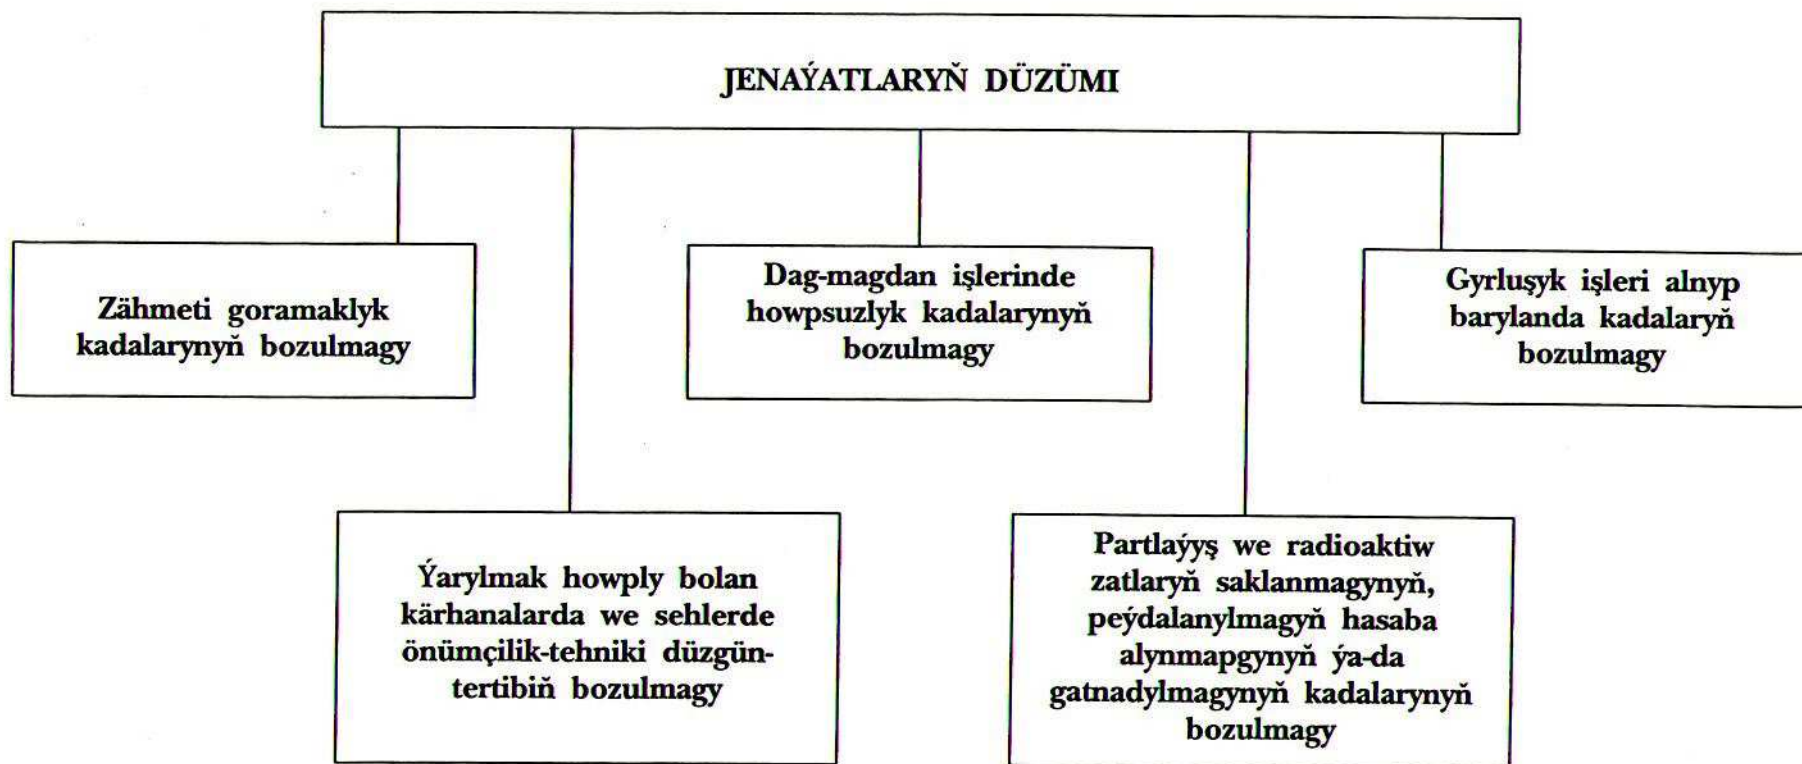 JENAÝATLARYŇ DÜZÜMI
Zähmeti goramaklyk
kadalarynyň bozulmagy
Dag-magdan işlerinde
howpsuzlyk kadalarynyň
bozulmagy
Gyrluşyk işleri alnyp
barylanda kadalaryň
bozulmagy
Ýarylmak howply bolan
kärhanalarda we sehlerde
önümçilik-tehniki düzgün-
tertibiň bozulmagy
Partlaýyş we radioaktiw
zatlaryň saklanmagynyň,
peýdalanylmagyň hasaba
alynmapgynyň ýa-da
gatnadylmagynyň kadalarynyň
bozulmagy